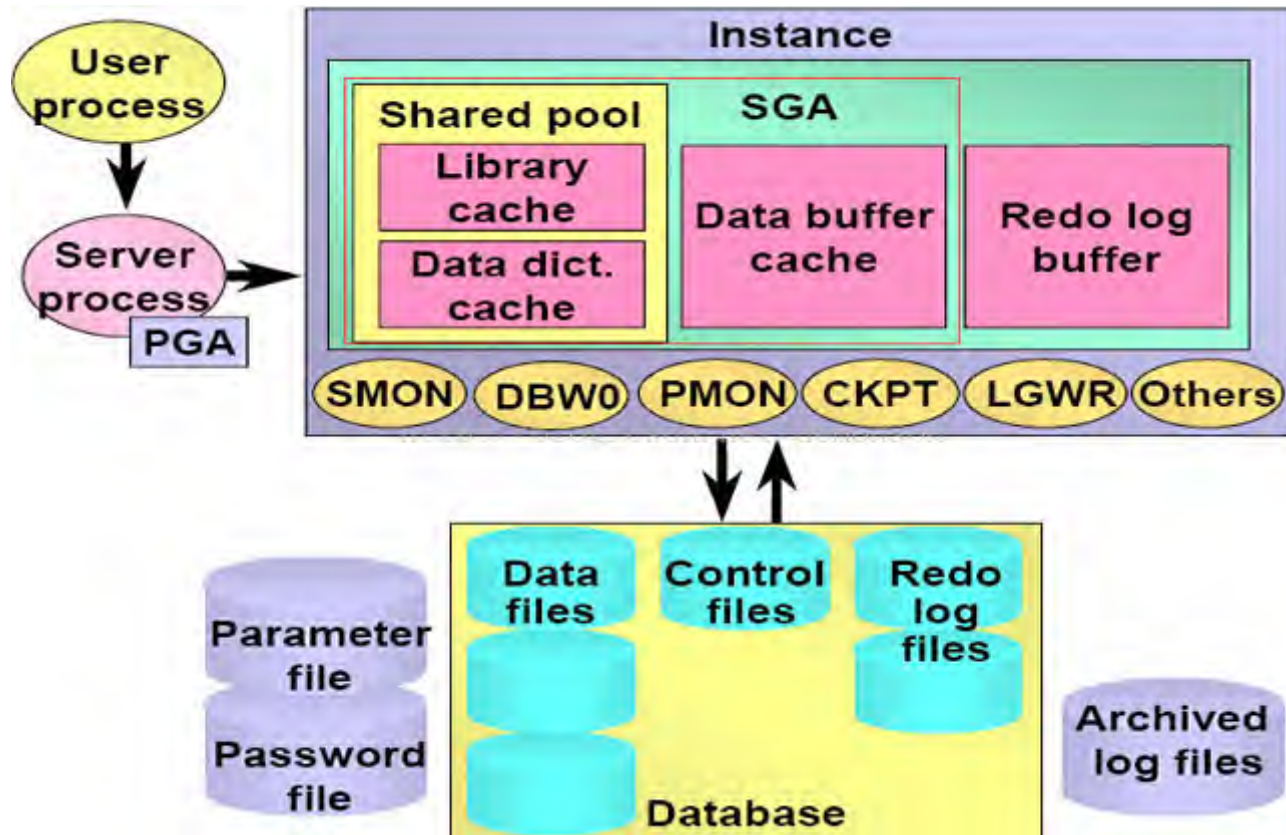 Instance
User
process
SGA
Shared pool
Library
cache
Data dict.
cache
Data buffer
cache
Redo log
buffer
Server
process
PGA
SMON
DBW0
PMON
CKPT
LGWR
Others
Data
files
Control
files
Redo
log
files
Parameter
file
Password
file
Archived
log files
Database